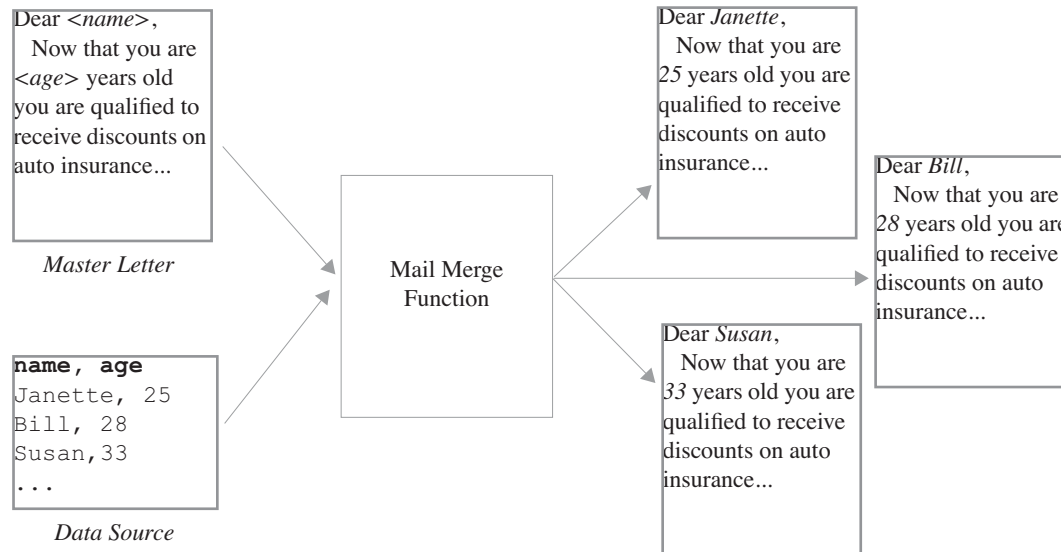 Dear <name>,
Now that you are
<age> years old
you are qualified to
receive discounts on
auto insurance...
Master Letter
name, age
Janette, 25
Bill, 28
Susan,33
...
Data Source
Mail Merge
Function
Dear Janette,
Now that you are
25 years old you are
qualified to receive
discounts on auto
insurance...
Dear Bill,
Now that you are
28 years old you are
qualified to receive
discounts on auto
insurance...
Dear Susan,
Now that you are
33 years old you are
qualified to receive
discounts on auto
insurance...